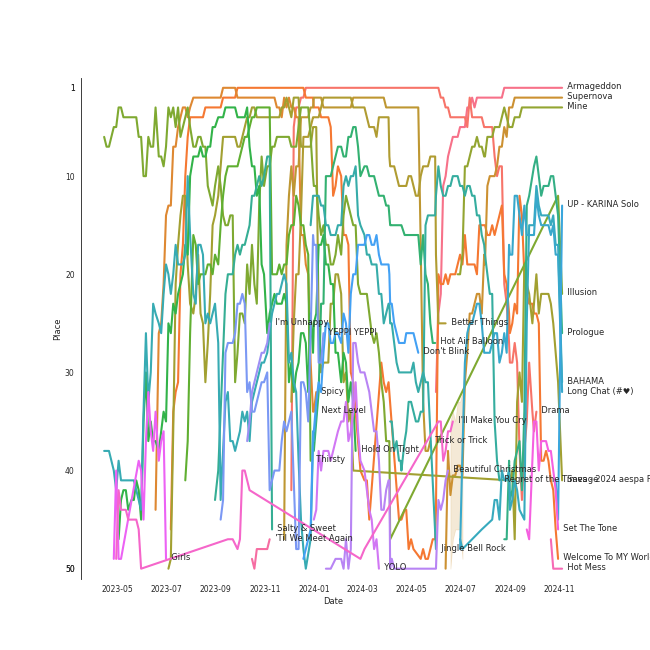 1
Armageddon
Supernova
Mine
10
UP - KARINA Solo
20
Illusion
I'm Unhappy
Better Things
YEPPI YEPPI
Prologue
Hot Air Balloon
Don't Blink
30
BAHAMA
Spicy
Long Chat (#♥)
Next Level
Drama
I'll Make You Cry
Trick or Trick
Hold On Tight
Thirsty
40
Beautiful Christmas
Regret of the Times - 2024 aespa R
Savage
Salty & Sweet
Set The Tone
'Til We Meet Again
Jingle Bell Rock
Girls
Welcome To MY Worl
50
YOLO
Hot Mess
Place
2023-05
2023-07
2023-09
2023-11
2024-01
2024-03
2024-05
2024-07
2024-09
2024-11
Date